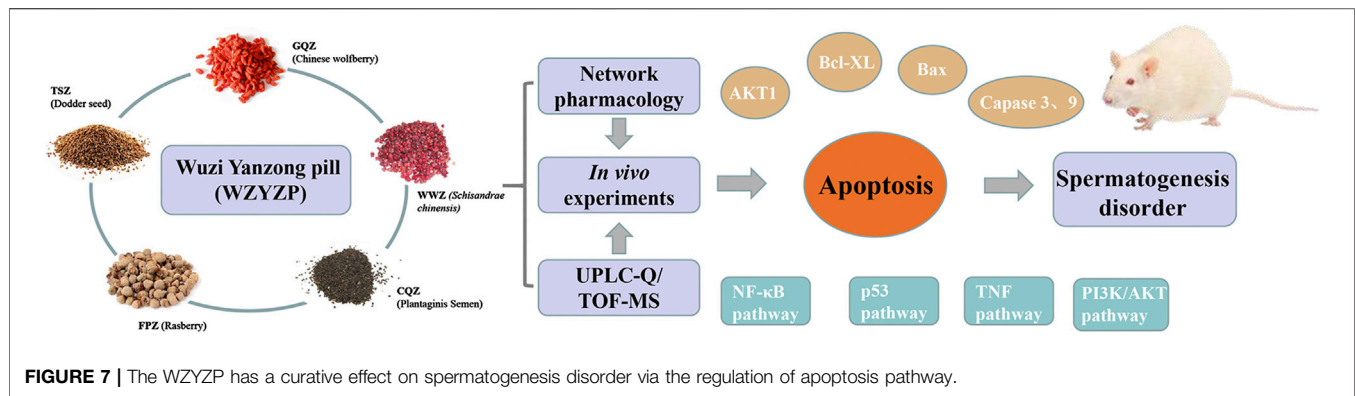 GQZ
(Chinese wolfberry)
TSZ
(Dodder seed)
Wuzi Yanzong pill
(WZYZP)
WWZ (Schisandrae
chinensis)
CQZ
(Plantaginis Semen)
FPZ (Rasberry)
Network
pharmacology
In vivo
experiments
UPLC-Q/
TOF-MS
AKT1
Bcl-XL
Bax
Capase 3、9
Apoptosis
Spermatogenesis
disorder
NF-κB
pathway
p53
pathway
TNF
pathway
PI3K/AKT
pathway
FIGURE 7 | The WZYZP has a curative effect on spermatogenesis disorder via the regulation of apoptosis pathway.